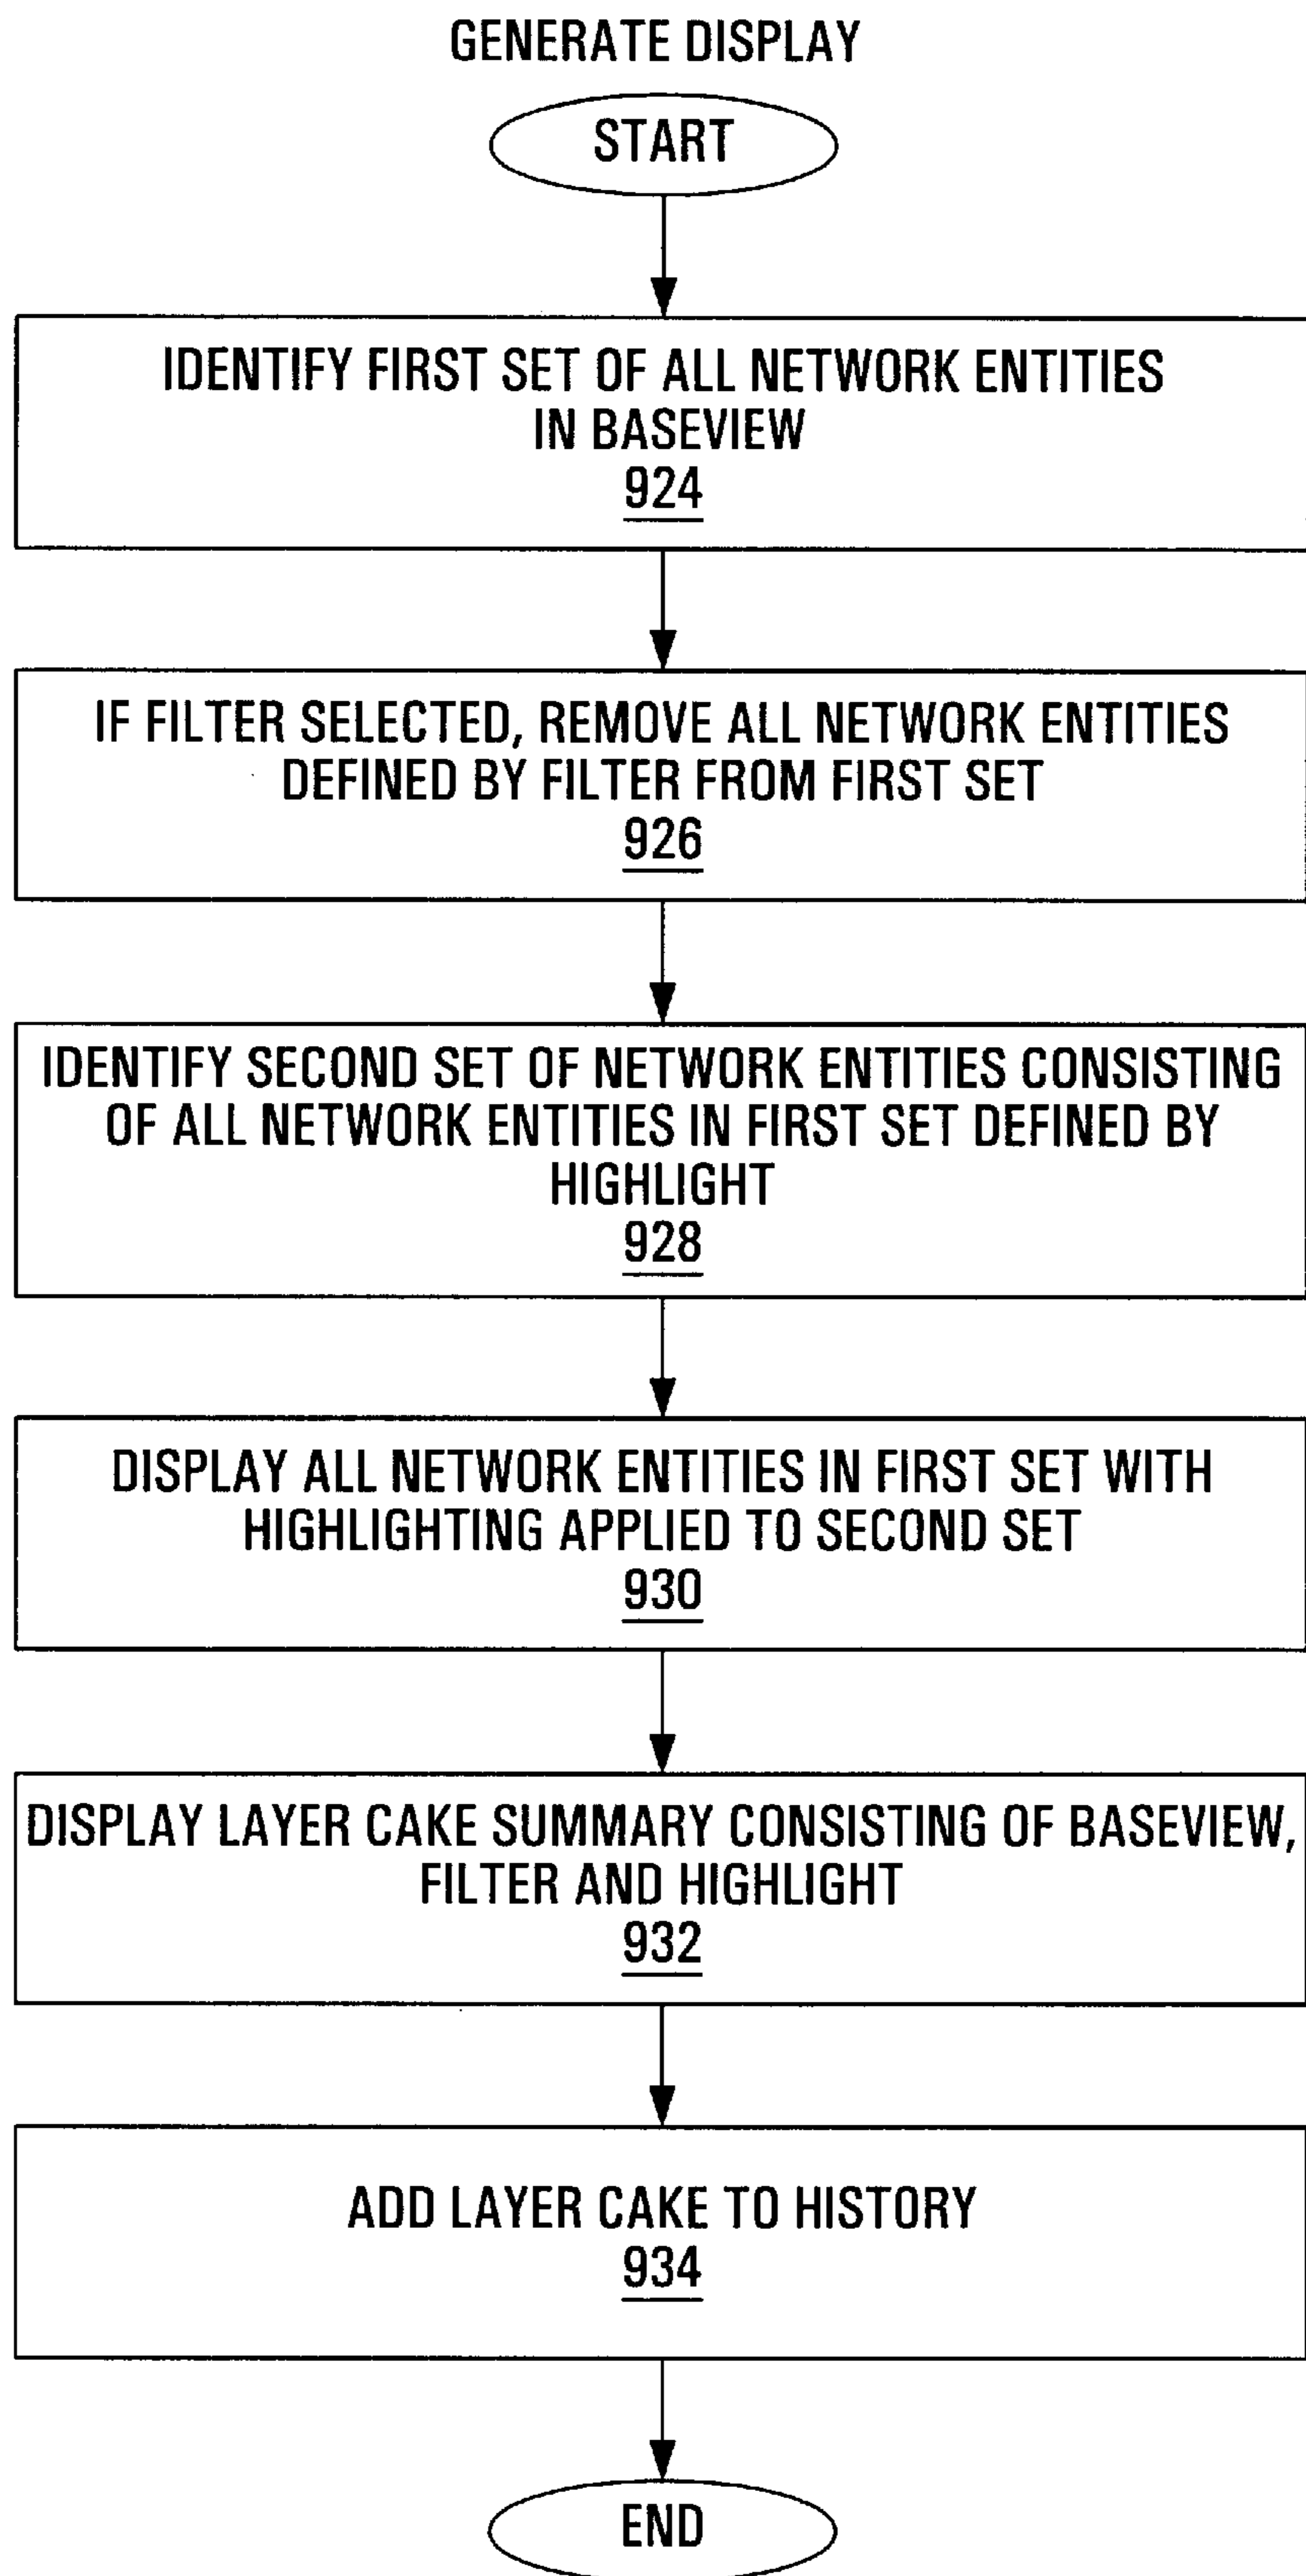 GENERATE DISPLAY
START
IDENTIFY FIRST SET OF ALL NETWORK ENTITIES
IN BASEVIEW
924
IF FILTER SELECTED, REMOVE ALL NETWORK ENTITIES
DEFINED BY FILTER FROM FIRST SET
926
IDENTIFY SECOND SET OF NETWORK ENTITIES CONSISTING
OF ALL NETWORK ENTITIES IN FIRST SET DEFINED BY
HIGHLIGHT
928
DISPLAY ALL NETWORK ENTITIES IN FIRST SET WITH
HIGHLIGHTING APPLIED TO SECOND SET
930
DISPLAY LAYER CAKE SUMMARY CONSISTING OF BASEVIEW,
FILTER AND HIGHLIGHT
932
ADD LAYER CAKE TO HISTORY
934
END